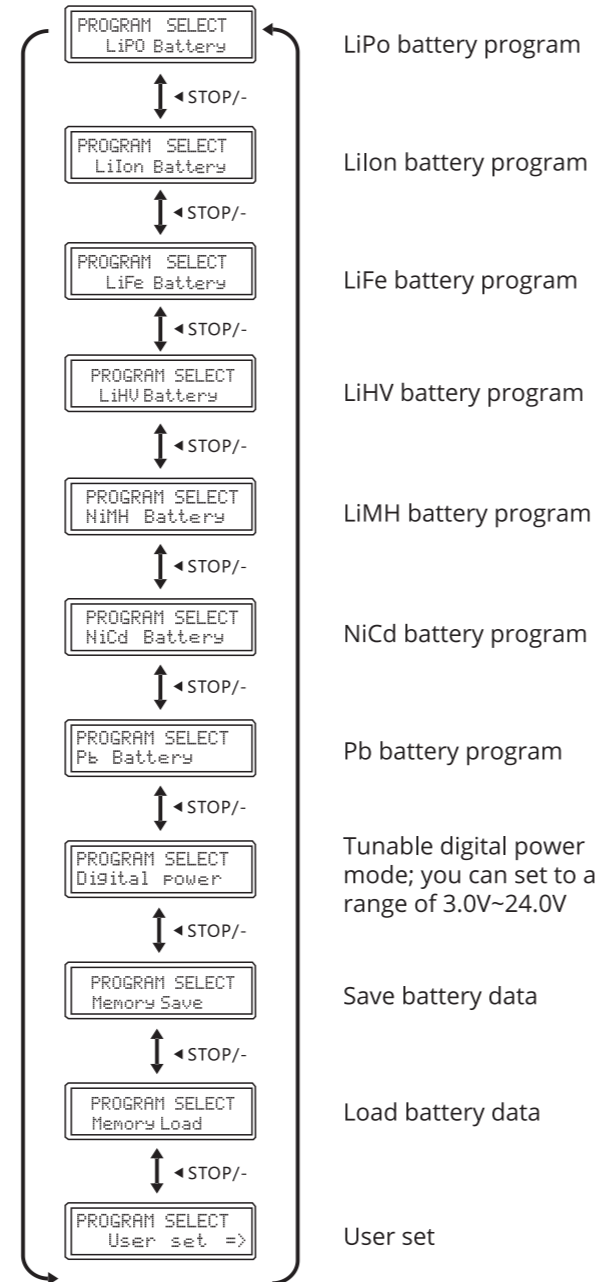 PROGRAM SELECT
LiPO Battery
LiPo battery program
◄STOP/-
PROGRAM SELECT
LiIon Battery
LiIon battery program
◄STOP/-
PROGRAM SELECT
LiFe Battery
LiFe battery program
◄STOP/-
PROGRAM SELECT
LiHV Battery
LiHV battery program
◄STOP/-
PROGRAM SELECT
NiMH Battery
LiMH battery program
◄STOP/-
PROGRAM SELECT
NiCd Battery
NiCd battery program
◄STOP/-
PROGRAM SELECT
Pb Battery
Pb battery program
◄STOP/-
PROGRAM SELECT
Digital power
Tunable digital power
mode; you can set to a
range of 3.0V~24.0V
◄STOP/-
PROGRAM SELECT
Memory Save
Save battery data
◄STOP/-
PROGRAM SELECT
Memory Load
Load battery data
◄STOP/-
PROGRAM SELECT
User set =>
User set